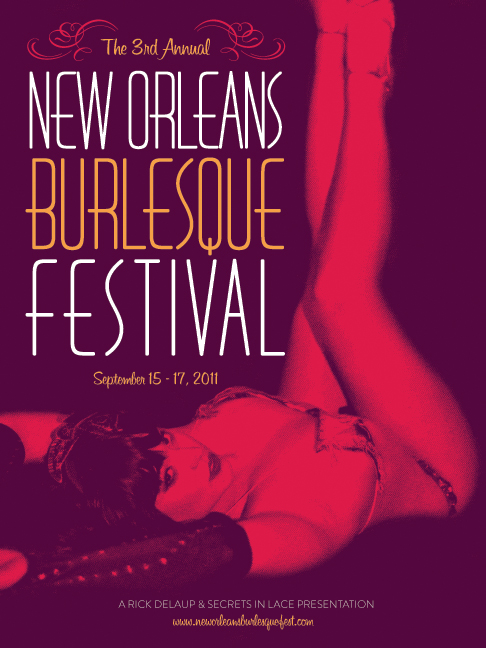 The 3rd Annual
NEW ORLEANS
BURLESQUE
FESTIVAL
September 15 - 17, 2011
A RICK DELAUP & SECRETS IN LACE PRESENTATION
www.neworleansburlesquefest.com